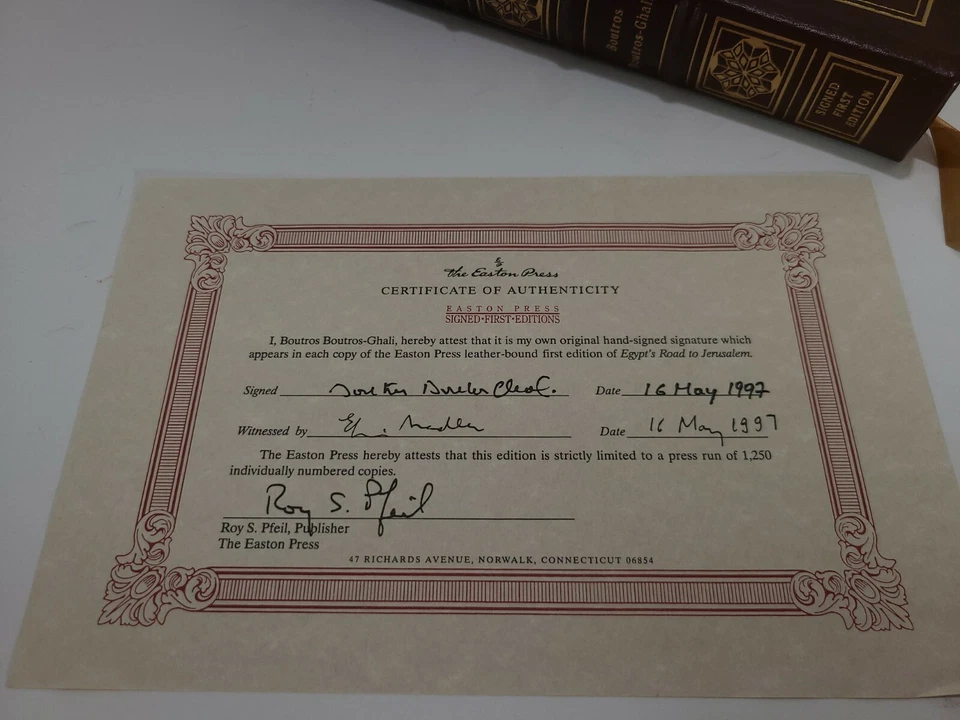 Boutros
Boutros-Ghali
SIGNED
FIRST
EDITION
The Easton Press
CERTIFICATE OF AUTHENTICITY
EASTON PRESS
SIGNED·FIRST·EDITIONS
I, Boutros Boutros-Ghali, hereby attest that it is my own original hand-signed signature which
appears in each copy of the Easton Press leather-bound first edition of Egypt's Road to Jerusalem.
Signed Date 16 May 1997
Witnessed by Date 16 May 1997
The Easton Press hereby attests that this edition is strictly limited to a press run of 1,250
individually numbered copies.
Roy S. Pfeil
Roy S. Pfeil, Publisher
The Easton Press
47 RICHARDS AVENUE, NORWALK, CONNECTICUT 06854